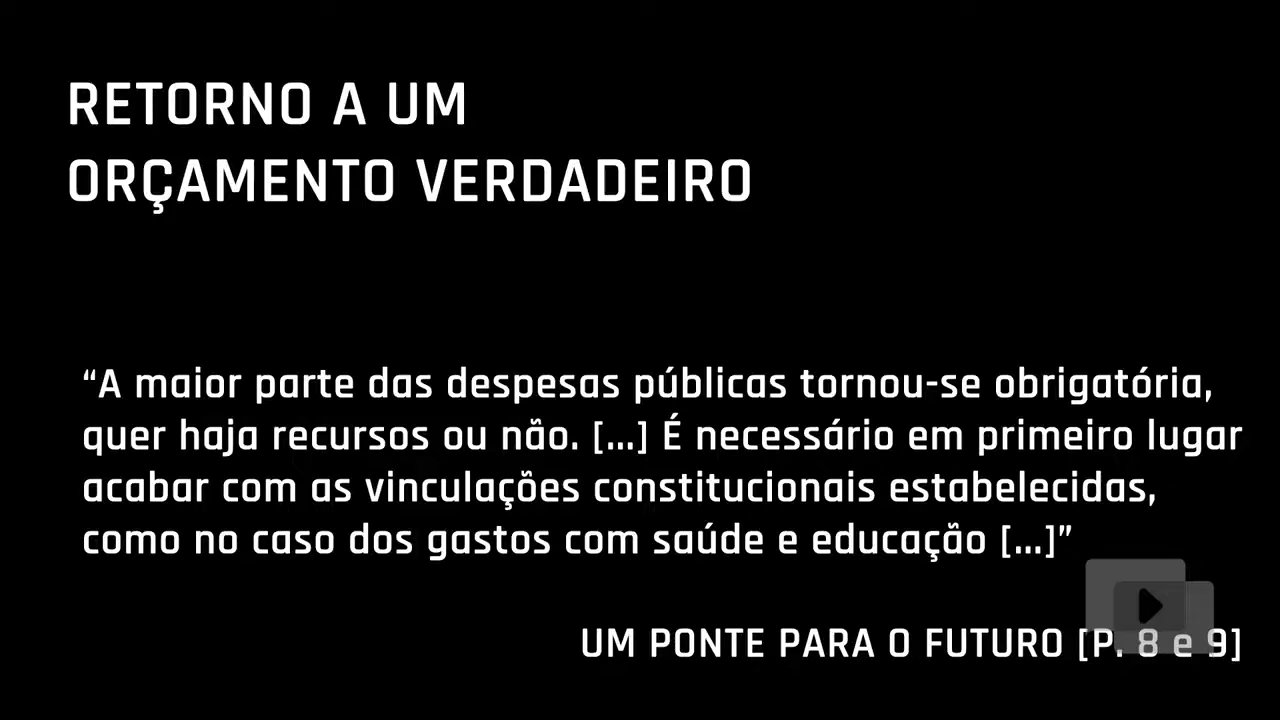 RETORNO A UM
ORÇAMENTO VERDADEIRO
“A maior parte das despesas públicas tornou-se obrigatória,
quer haja recursos ou não. [...] É necessário em primeiro lugar
acabar com as vinculações constitucionais estabelecidas,
como no caso dos gastos com saúde e educação [...]”
UM PONTE PARA O FUTURO [P. 8 e 9]